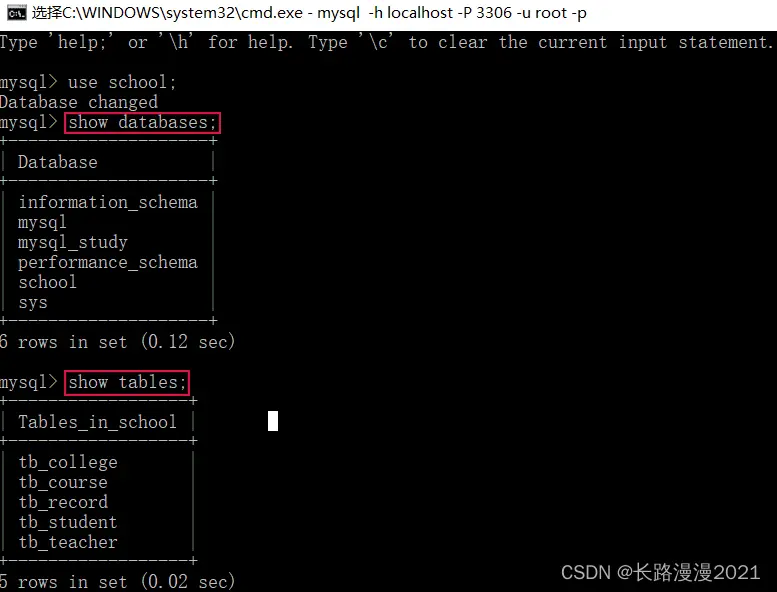 选择C:\WINDOWS\system32\cmd.exe - mysql  -h localhost -P 3306 -u root -p
Type 'help;' or '\h' for help. Type '\c' to clear the current input statement.
mysql> use school;
Database changed
mysql> show databases;
+--------------------+
| Database           |
+--------------------+
| information_schema |
| mysql              |
| mysql_study        |
| performance_schema |
| school             |
| sys                |
+--------------------+
6 rows in set (0.12 sec)
mysql> show tables;
+------------------+
| Tables_in_school |
+------------------+
| tb_college       |
| tb_course        |
| tb_record        |
| tb_student       |
| tb_teacher       |
+------------------+
5 rows in set (0.02 sec)
CSDN @长路漫漫2021